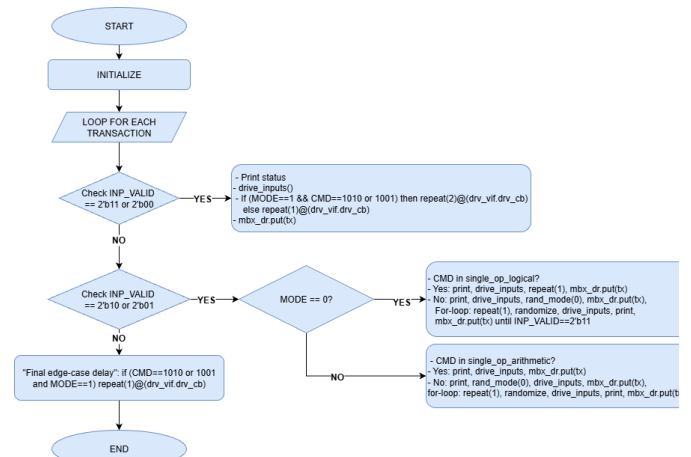 START
INITIALIZE
LOOP FOR EACH
TRANSACTION
Check INP_VALID
== 2'b11 or 2'b00
YES
- Print status
- drive_inputs()
- If (MODE==1 && CMD==1010 or 1001) then repeat(2)@(drv_vif.drv_cb)
else repeat(1)@(drv_vif.drv_cb)
- mbx_dr.put(tx)
NO
Check INP_VALID
== 2'b10 or 2'b01
YES
MODE == 0?
YES
- CMD in single_op_logical?
- Yes: print, drive_inputs, repeat(1), mbx_dr.put(tx)
- No: print, drive_inputs, rand_mode(0), mbx_dr.put(tx),
For-loop: repeat(1), randomize, drive_inputs, print,
mbx_dr.put(tx) until INP_VALID==2'b11
NO
- CMD in single_op_arithmetic?
- Yes: print, drive_inputs, mbx_dr.put(tx)
- No: print, rand_mode(0), drive_inputs, mbx_dr.put(tx),
for-loop: repeat(1), randomize, drive_inputs, print, mbx_dr.put(t
NO
"Final edge-case delay": if (CMD==1010 or 1001
and MODE==1) repeat(1)@(drv_vif.drv_cb)
END